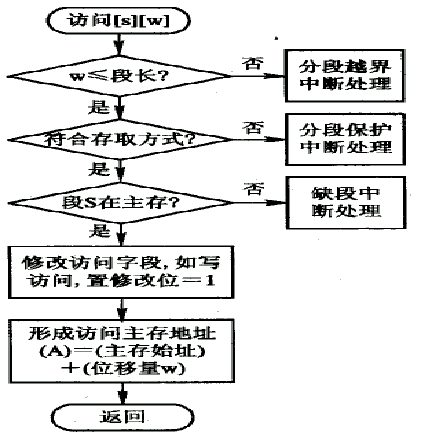 访问[s][w]
w≤段长?
否
分段越界
中断处理
是
符合存取方式?
否
分段保护
中断处理
是
段S在主存?
否
缺段中
断处理
是
修改访问字段, 如写
访问, 置修改位=1
形成访问主存地址
(A)=(主存始址)
+(位移量w)
返回